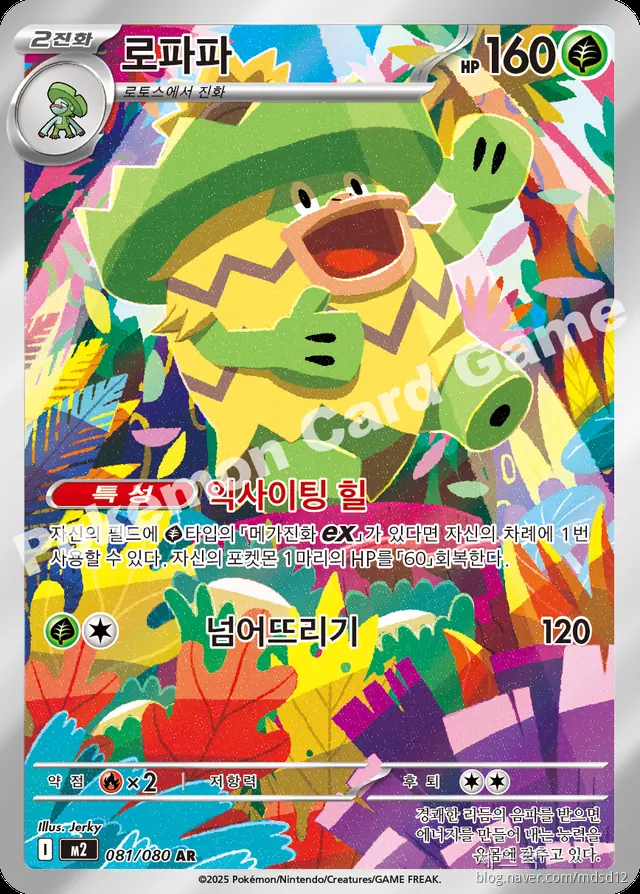 2진화
로파파
HP 160
로토스에서 진화
특성 익사이팅 힐
자신의 필드에 타입의 「메가진화 ex」가 있다면 자신의 차례에 1번
사용할 수 있다. 자신의 포켓몬 1마리의 HP를 「60」회복한다.
넘어뜨리기 120
약점 ×2 저항력 후퇴
경쾌한 리듬의 음파를 받으면
에너지를 만들어 내는 능력을
온몸에 갖추고 있다.
Illus. Jerky
I M2 081/080 AR
©2025 Pokémon/Nintendo/Creatures/GAME FREAK.
Pokémon Card Game
blog.naver.com/mdsd12